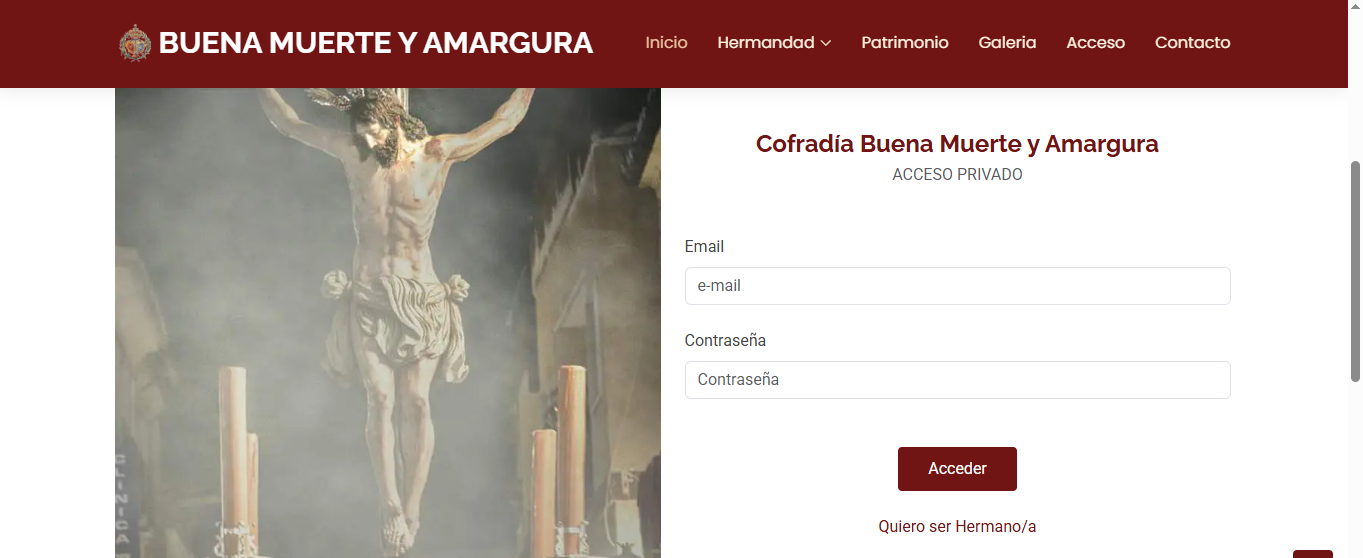 BUENA MUERTE Y AMARGURA
Inicio Hermandad Patrimonio Galeria Acceso Contacto
Cofradía Buena Muerte y Amargura
ACCESO PRIVADO
Email
e-mail
Contraseña
Contraseña
Acceder
Quiero ser Hermano/a
CLINICA